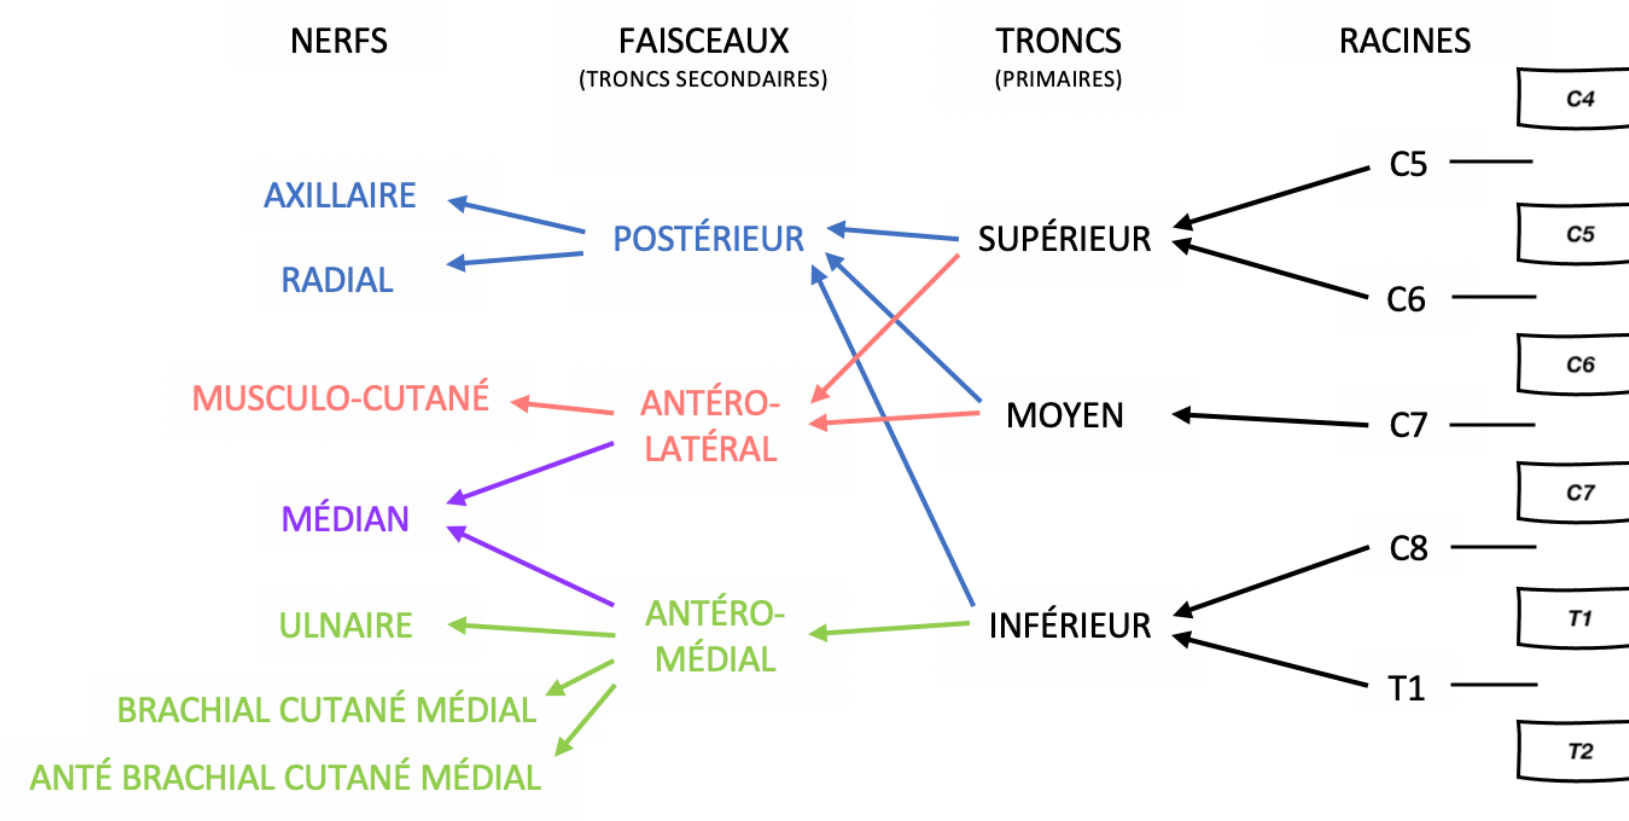 NERFS
FAISCEAUX
(TRONCS SECONDAIRES)
TRONCS
(PRIMAIRES)
RACINES
AXILLAIRE
RADIAL
MUSCULO-CUTANÉ
MÉDIAN
ULNAIRE
BRACHIAL CUTANÉ MÉDIAL
ANTÉ BRACHIAL CUTANÉ MÉDIAL
POSTÉRIEUR
ANTÉRO-
LATÉRAL
ANTÉRO-
MÉDIAL
SUPÉRIEUR
MOYEN
INFÉRIEUR
C5
C6
C7
C8
T1
C4
C5
C6
C7
T1
T2